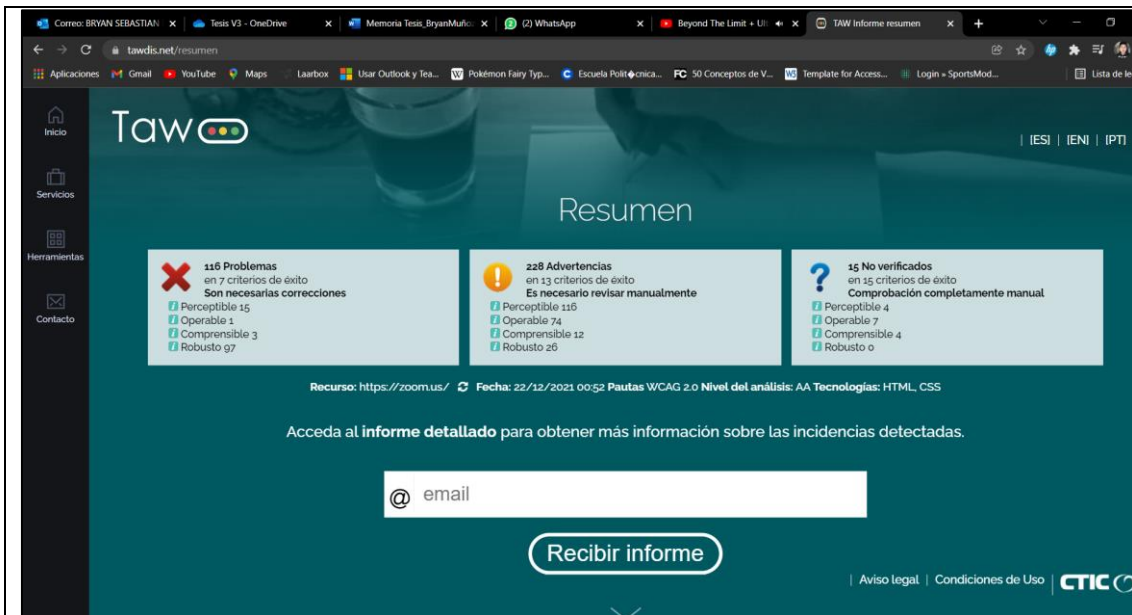 Correo: BRYAN SEBASTIAN
Tesis V3 - OneDrive
Memoria Tesis_BryanMuño
(2) WhatsApp
Beyond The Limit + Ult
TAW Informe resumen
tawdis.net/resumen
Aplicaciones
Gmail
YouTube
Maps
Laarbox
Usar Outlook y Tea...
Pokémon Fairy Typ...
Escuela Polit�cnica...
50 Conceptos de V...
Template for Access...
Login » SportsMod...
Lista de le
Inicio
Servicios
Herramientas
Contacto
Taw
| [ES] | [EN] | [PT]
Resumen
116 Problemas
en 7 criterios de éxito
Son necesarias correcciones
Perceptible 15
Operable 1
Comprensible 3
Robusto 97
228 Advertencias
en 13 criterios de éxito
Es necesario revisar manualmente
Perceptible 116
Operable 74
Comprensible 12
Robusto 26
15 No verificados
en 15 criterios de éxito
Comprobación completamente manual
Perceptible 4
Operable 7
Comprensible 4
Robusto 0
Recurso: https://zoom.us/ Fecha: 22/12/2021 00:52 Pautas WCAG 2.0 Nivel del análisis: AA Tecnologías: HTML, CSS
Acceda al informe detallado para obtener más información sobre las incidencias detectadas.
@ email
Recibir informe
| Aviso legal | Condiciones de Uso | CTIC